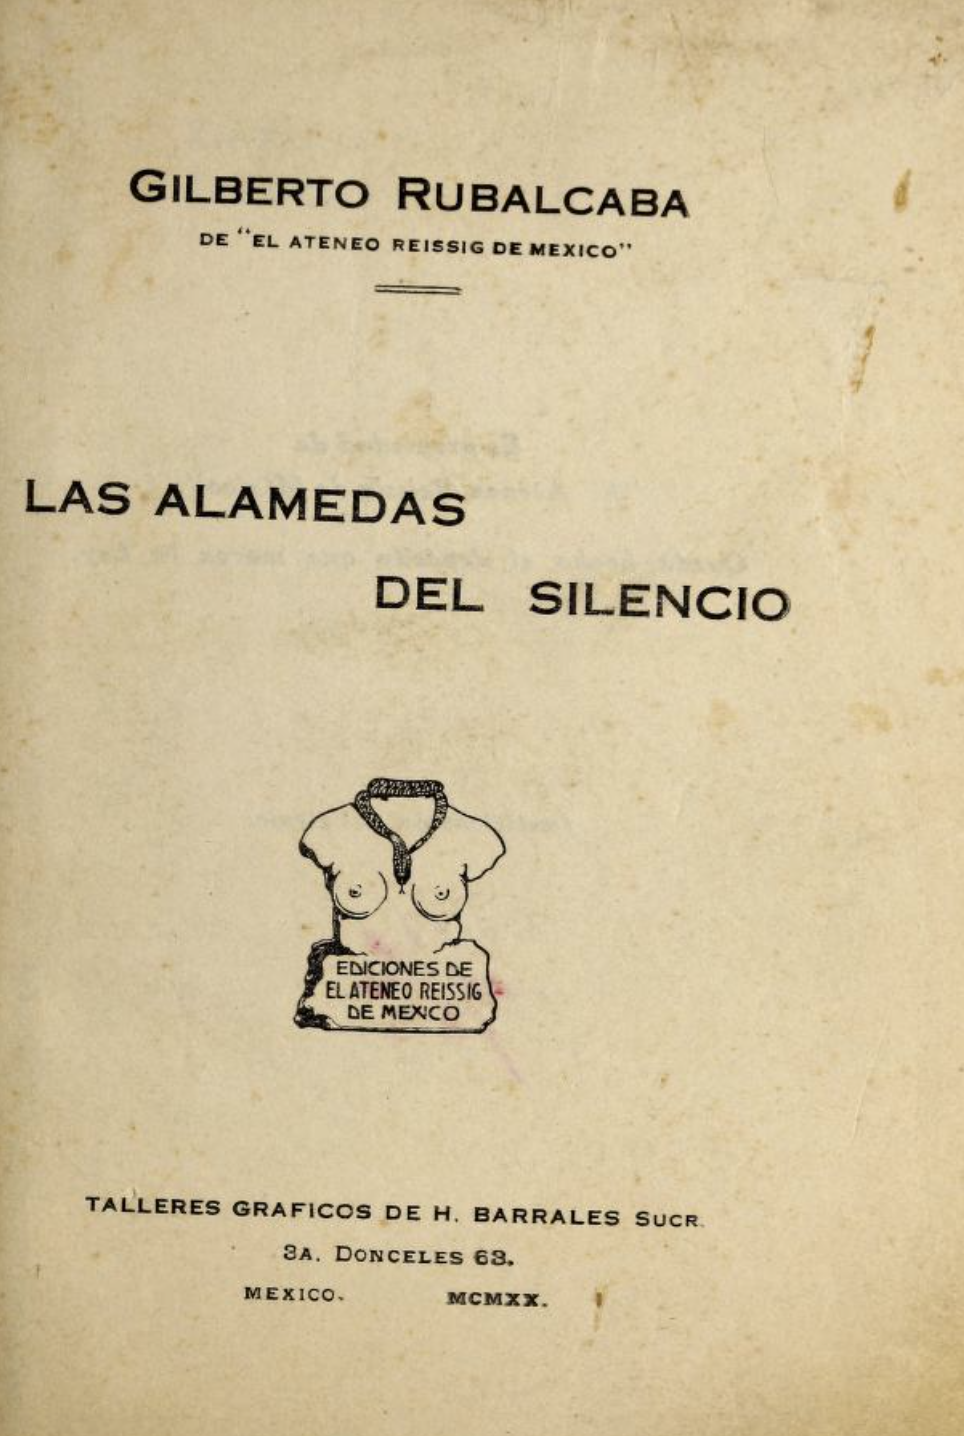 GILBERTO RUBALCABA
DE "EL ATENEO REISSIG DE MEXICO"
LAS ALAMEDAS
DEL SILENCIO
EDICIONES DE
EL ATENEO REISSIG
DE MEXICO
TALLERES GRAFICOS DE H. BARRALES SUCR.
3A. DONCELES 63.
MEXICO. MCMXX.